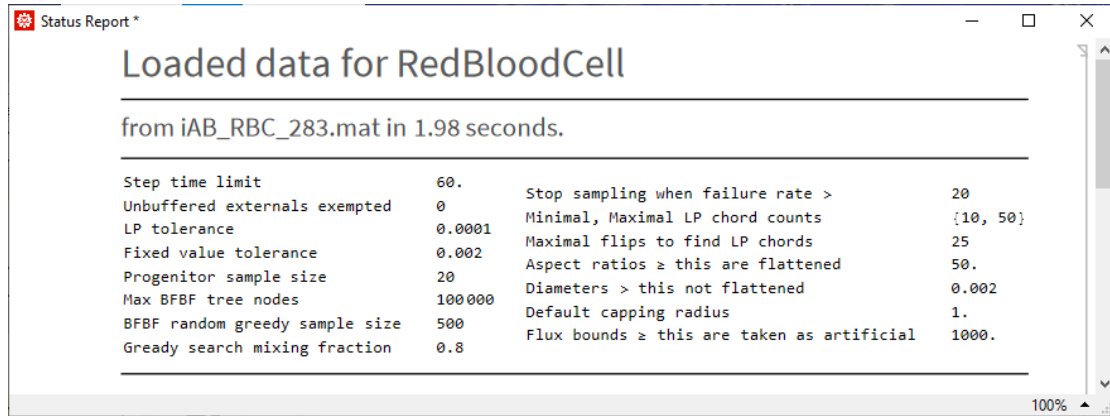 Status Report *
Loaded data for RedBloodCell
from iAB_RBC_283.mat in 1.98 seconds.
Step time limit 60.
Unbuffered externals exempted 0
LP tolerance 0.0001
Fixed value tolerance 0.002
Progenitor sample size 20
Max BFBF tree nodes 100000
BFBF random greedy sample size 500
Gready search mixing fraction 0.8
Stop sampling when failure rate > 20
Minimal, Maximal LP chord counts {10, 50}
Maximal flips to find LP chords 25
Aspect ratios ≥ this are flattened 50.
Diameters > this not flattened 0.002
Default capping radius 1.
Flux bounds ≥ this are taken as artificial 1000.
100%